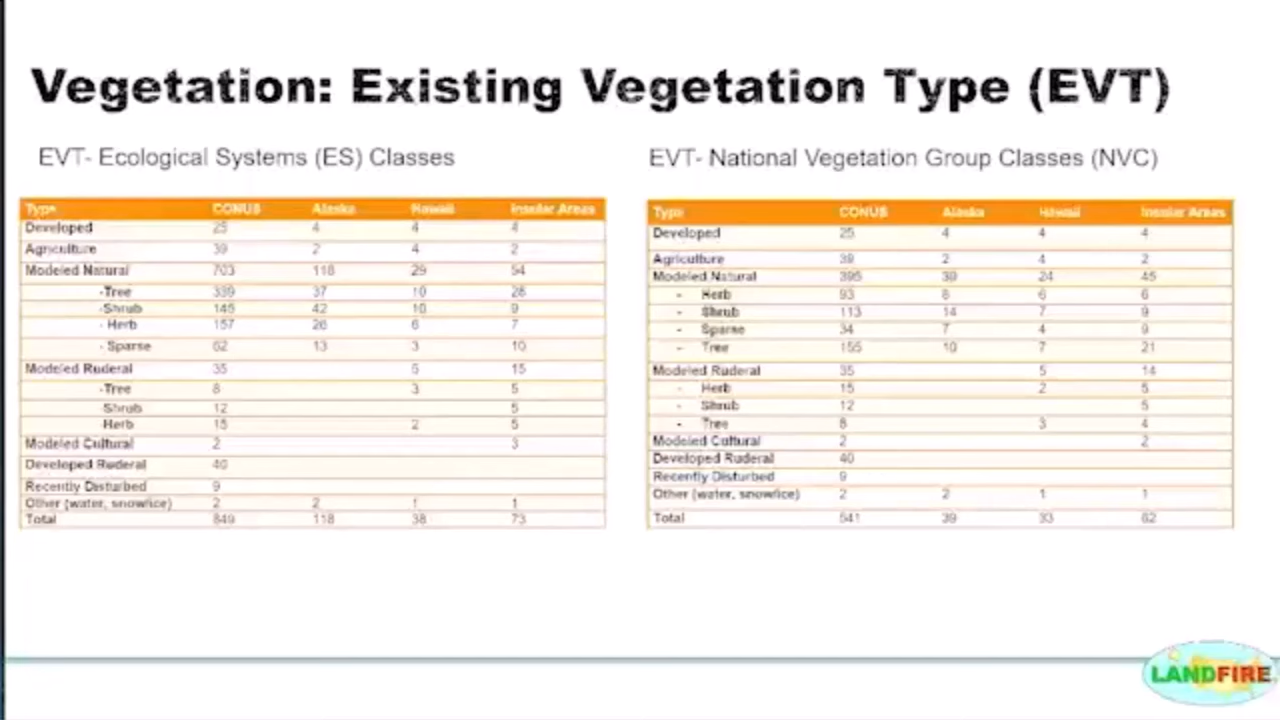 Vegetation: Existing Vegetation Type (EVT)
EVT- Ecological Systems (ES) Classes
Type CONUS Alaska Hawaii Insular Areas
Developed 25 4 4 4
Agriculture 39 2 4 2
Modeled Natural 703 118 29 54
-Tree 339 37 10 28
-Shrub 145 42 10 9
- Herb 157 26 6 7
- Sparse 62 13 3 10
Modeled Ruderal 35 5 15
-Tree 8 3 5
Shrub 12 5
Herb 15 2 5
Modeled Cultural 2 3
Developed Ruderal 40
Recently Disturbed 9
Other (water, snow/ice) 2 2 1 1
Total 849 118 38 73
EVT- National Vegetation Group Classes (NVC)
Type CONUS Alaska Hawaii Insular Areas
Developed 25 4 4 4
Agriculture 39 2 4 2
Modeled Natural 395 39 24 45
- Herb 93 8 6 6
- Shrub 113 14 7 9
- Sparse 34 7 4 9
- Tree 155 10 7 21
Modeled Ruderal 35 5 14
- Herb 15 2 5
- Shrub 12 5
- Tree 8 3 4
Modeled Cultural 2 2
Developed Ruderal 40
Recently Disturbed 9
Other (water, snow/ice) 2 2 1 1
Total 541 39 33 62
LANDFIRE